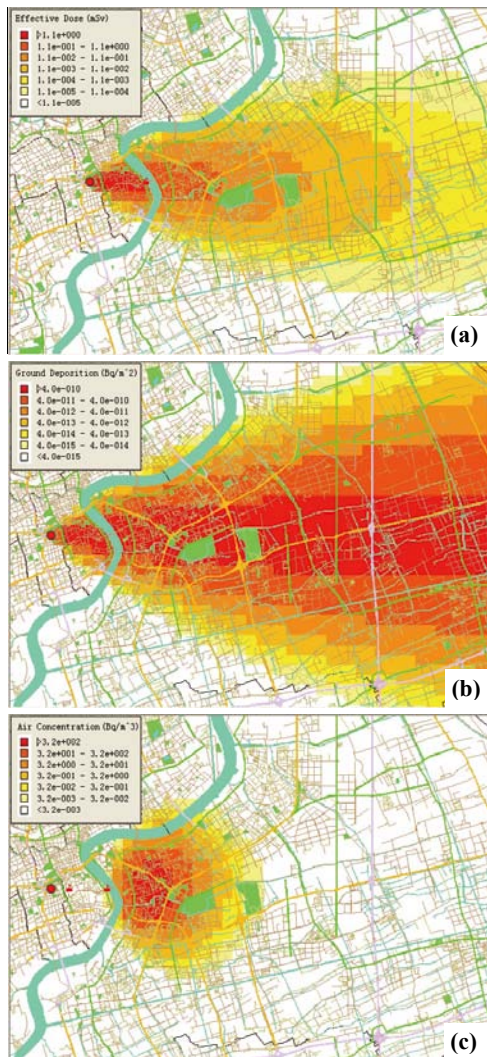 Effective Dose (mSv)
≥1.1e+000
1.1e-001 - 1.1e+000
1.1e-002 - 1.1e-001
1.1e-003 - 1.1e-002
1.1e-004 - 1.1e-003
1.1e-005 - 1.1e-004
<1.1e-005
(a)
Ground Deposition (Bq/m^2)
≥4.0e-010
4.0e-011 - 4.0e-010
4.0e-012 - 4.0e-011
4.0e-013 - 4.0e-012
4.0e-014 - 4.0e-013
4.0e-015 - 4.0e-014
<4.0e-015
(b)
Air Concentration (Bq/m^3)
≥3.2e+002
3.2e+001 - 3.2e+002
3.2e+000 - 3.2e+001
3.2e-001 - 3.2e+000
3.2e-002 - 3.2e-001
3.2e-003 - 3.2e-002
<3.2e-003
(c)